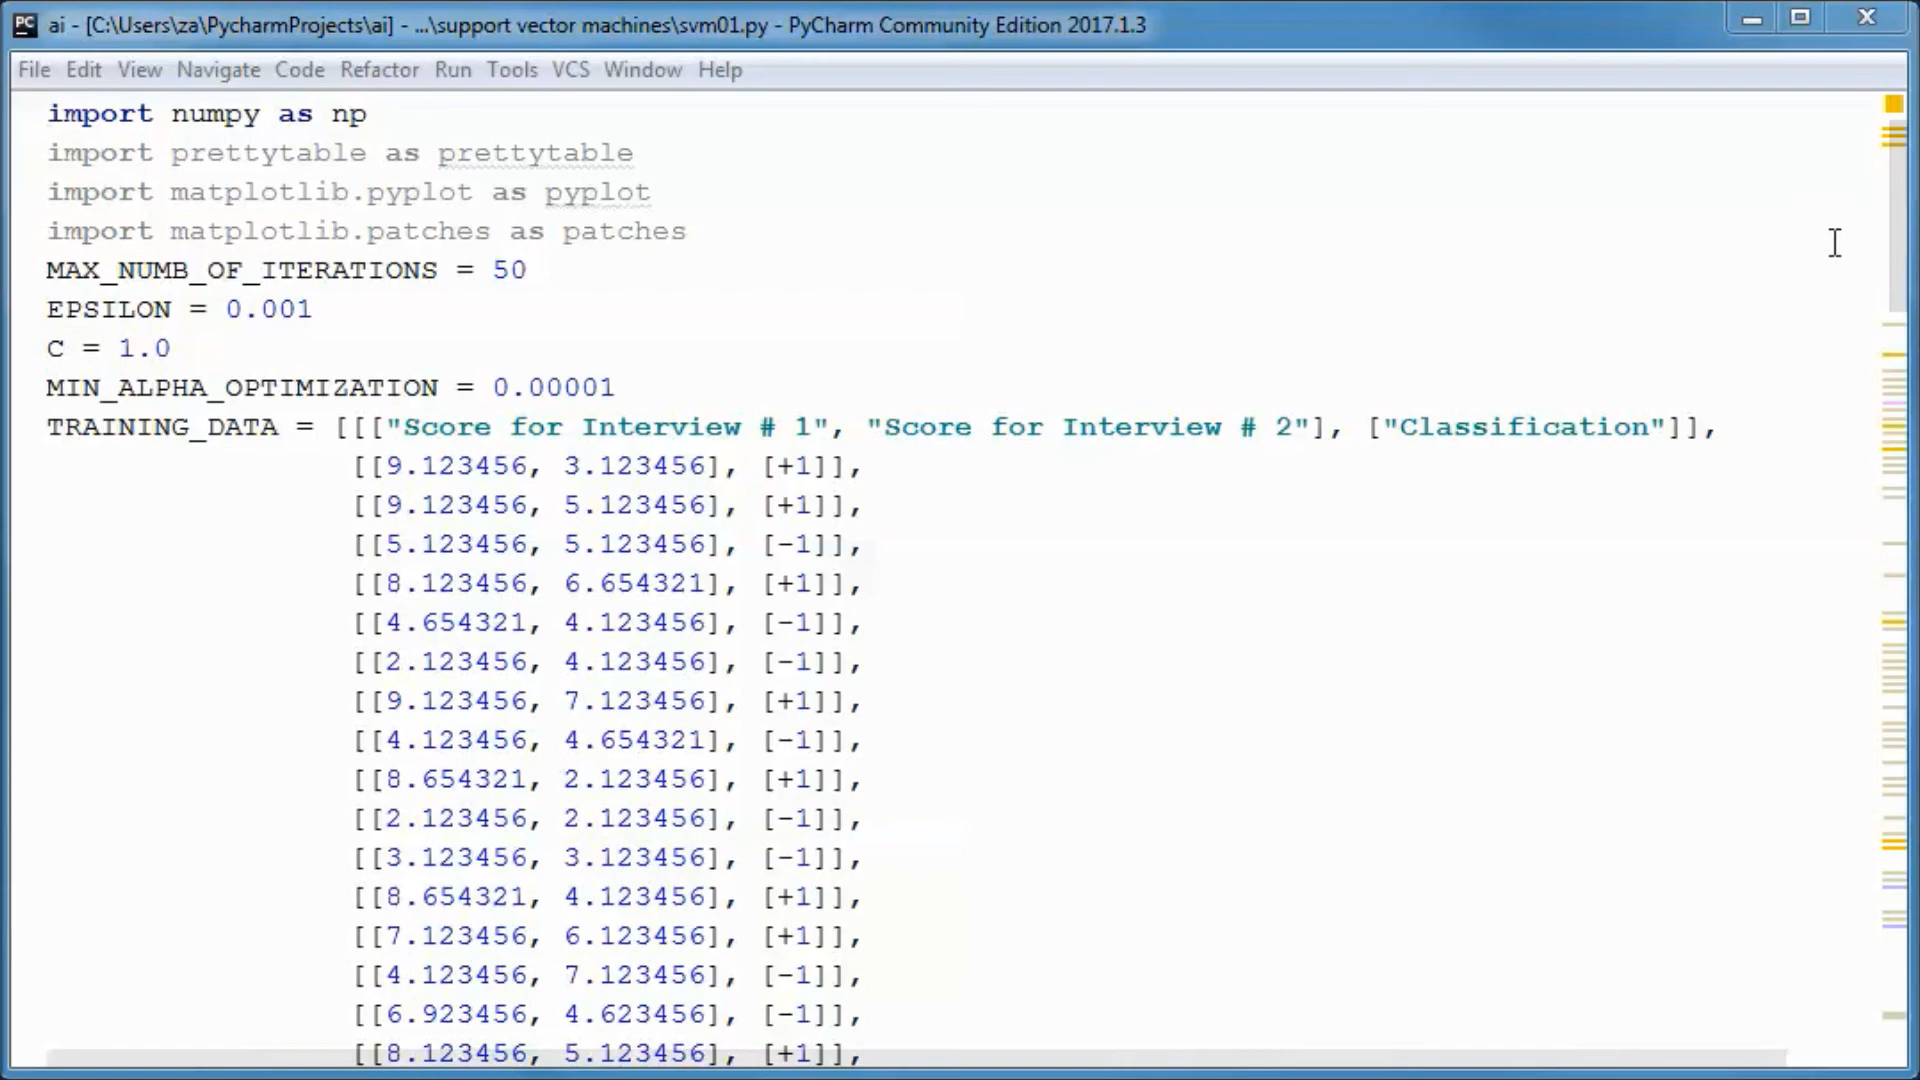 ai - [C:\Users\za\PycharmProjects\ai] - ...\support vector machines\svm01.py - PyCharm Community Edition 2017.1.3
File Edit View Navigate Code Refactor Run Tools VCS Window Help
import numpy as np
import prettytable as prettytable
import matplotlib.pyplot as pyplot
import matplotlib.patches as patches
MAX_NUMB_OF_ITERATIONS = 50
EPSILON = 0.001
C = 1.0
MIN_ALPHA_OPTIMIZATION = 0.00001
TRAINING_DATA = [[["Score for Interview # 1", "Score for Interview # 2"], ["Classification"]],
[[9.123456, 3.123456], [+1]],
[[9.123456, 5.123456], [+1]],
[[5.123456, 5.123456], [-1]],
[[8.123456, 6.654321], [+1]],
[[4.654321, 4.123456], [-1]],
[[2.123456, 4.123456], [-1]],
[[9.123456, 7.123456], [+1]],
[[4.123456, 4.654321], [-1]],
[[8.654321, 2.123456], [+1]],
[[2.123456, 2.123456], [-1]],
[[3.123456, 3.123456], [-1]],
[[8.654321, 4.123456], [+1]],
[[7.123456, 6.123456], [+1]],
[[4.123456, 7.123456], [-1]],
[[6.923456, 4.623456], [-1]],
[[8.123456, 5.123456], [+1]],